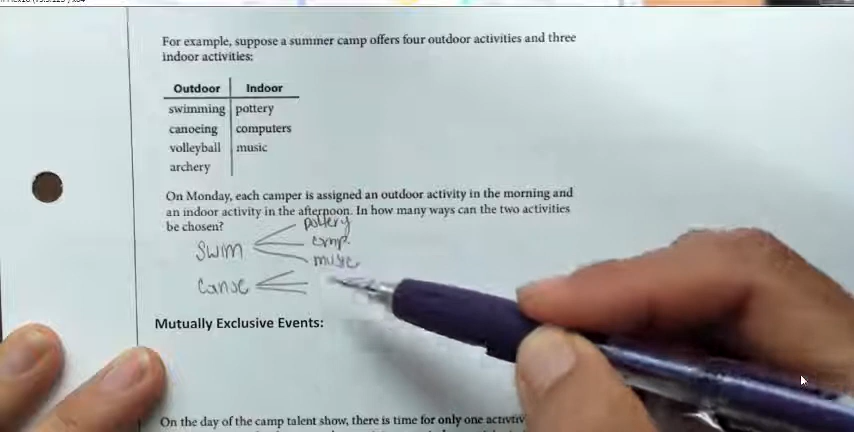 For example, suppose a summer camp offers four outdoor activities and three
indoor activities:
Outdoor Indoor
swimming pottery
canoeing computers
volleyball music
archery
On Monday, each camper is assigned an outdoor activity in the morning and
an indoor activity in the afternoon. In how many ways can the two activities
be chosen?
pottery
swim comp.
music
canoe
Mutually Exclusive Events:
On the day of the camp talent show, there is time for only one